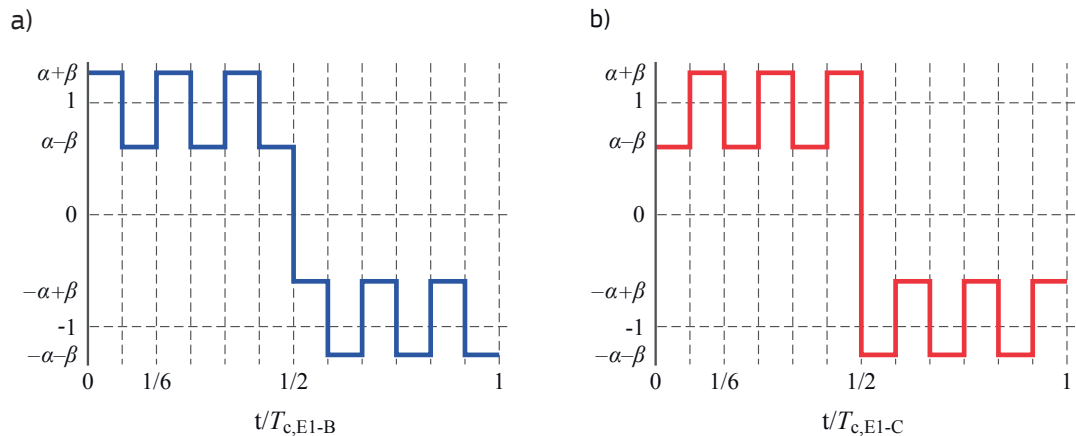 a)
α+β
1
α–β
0
–α+β
-1
–α–β
0 1/6 1/2 1
t/Tc,E1-B
b)
α+β
1
α–β
0
–α+β
-1
–α–β
0 1/6 1/2 1
t/Tc,E1-C